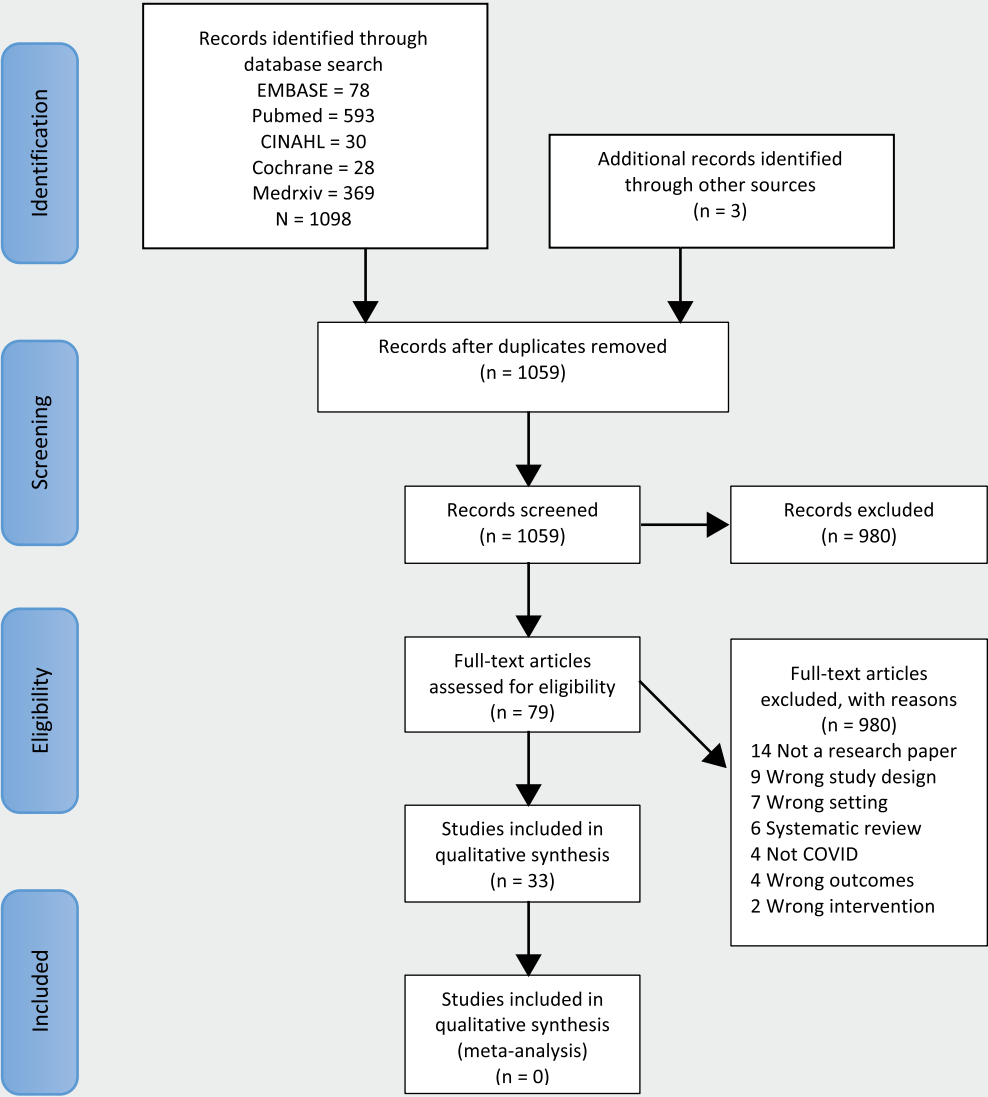 Identification
Records identified through
database search
EMBASE = 78
Pubmed = 593
CINAHL = 30
Cochrane = 28
Medrxiv = 369
N = 1098
Additional records identified
through other sources
(n = 3)
Screening
Records after duplicates removed
(n = 1059)
Records screened
(n = 1059)
Records excluded
(n = 980)
Eligibility
Full-text articles
assessed for eligibility
(n = 79)
Full-text articles
excluded, with reasons
(n = 980)
14 Not a research paper
9 Wrong study design
7 Wrong setting
6 Systematic review
4 Not COVID
4 Wrong outcomes
2 Wrong intervention
Studies included in
qualitative synthesis
(n = 33)
Included
Studies included in
qualitative synthesis
(meta-analysis)
(n = 0)